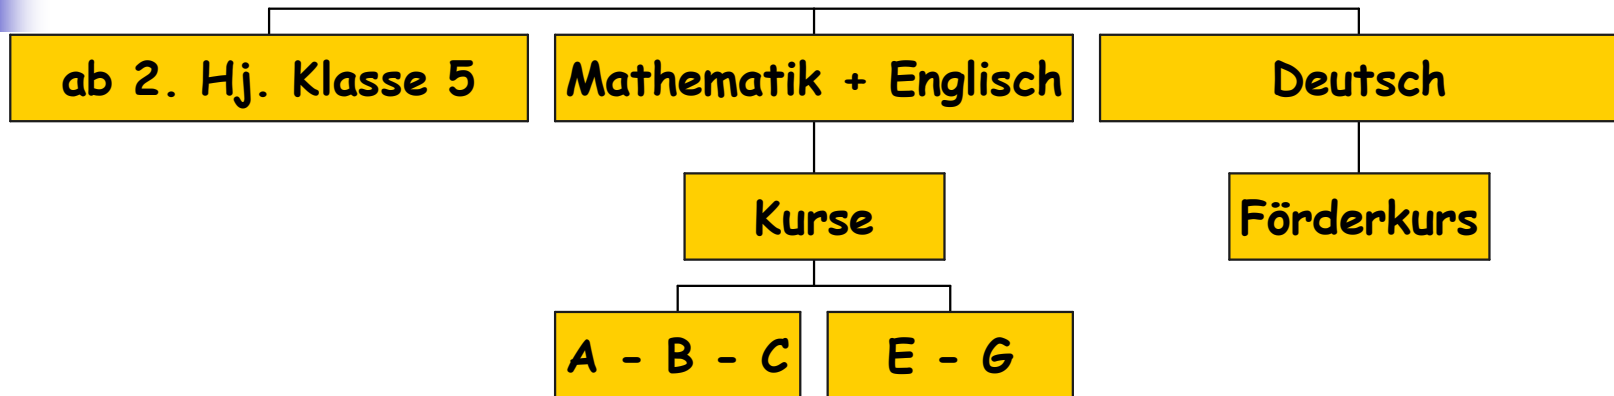 ab 2. Hj. Klasse 5
Mathematik + Englisch
Deutsch
Kurse
Förderkurs
A - B - C
E - G